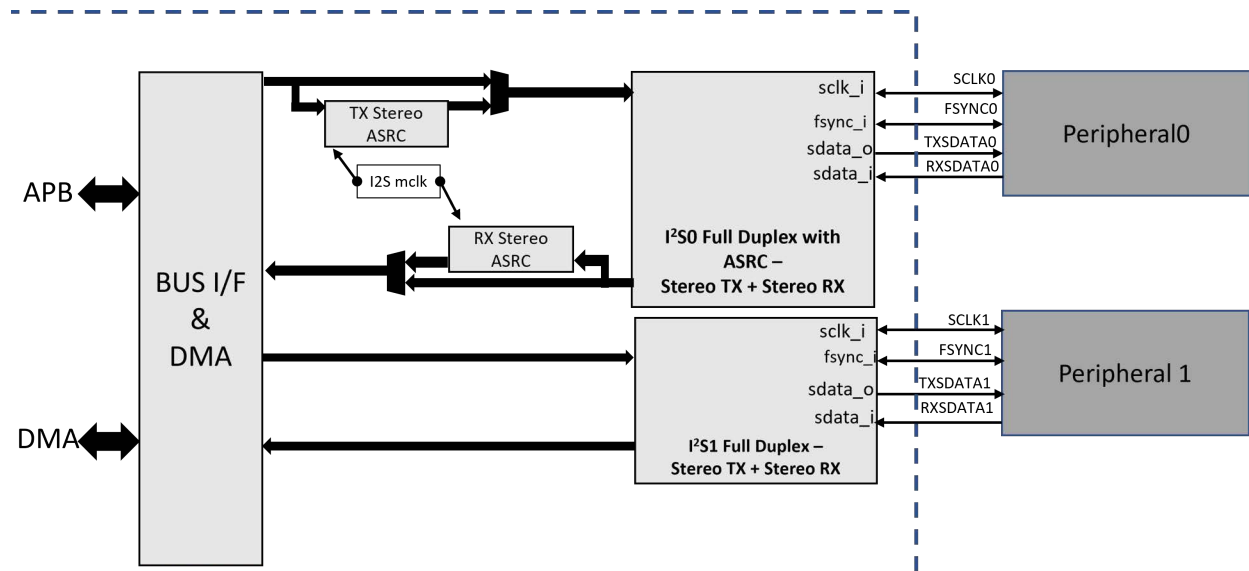 APB
DMA
BUS I/F
&
DMA
TX Stereo
ASRC
I2S mclk
RX Stereo
ASRC
sclk_i
fsync_i
sdata_o
sdata_i
I²S0 Full Duplex with
ASRC –
Stereo TX + Stereo RX
SCLK0
FSYNC0
TXSDATA0
RXSDATA0
Peripheral0
sclk_i
fsync_i
sdata_o
sdata_i
I²S1 Full Duplex –
Stereo TX + Stereo RX
SCLK1
FSYNC1
TXSDATA1
RXSDATA1
Peripheral 1